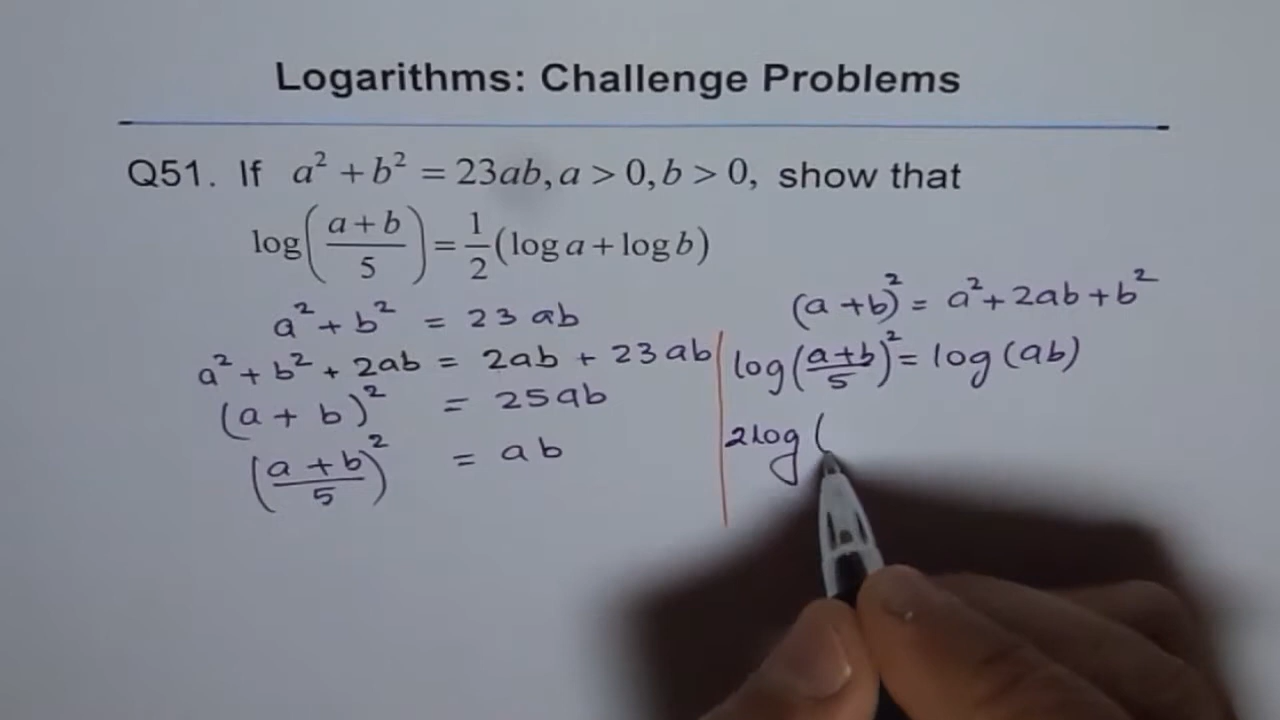 Logarithms: Challenge Problems
Q51. If a² + b² = 23ab, a > 0, b > 0, show that
log((a + b)/5) = 1/2 (log a + log b)
a² + b² = 23 ab
a² + b² + 2ab = 2ab + 23 ab
(a + b)² = 25ab
((a + b)/5)² = ab
(a + b)² = a² + 2ab + b²
log((a+b)/5)² = log(ab)
2log (